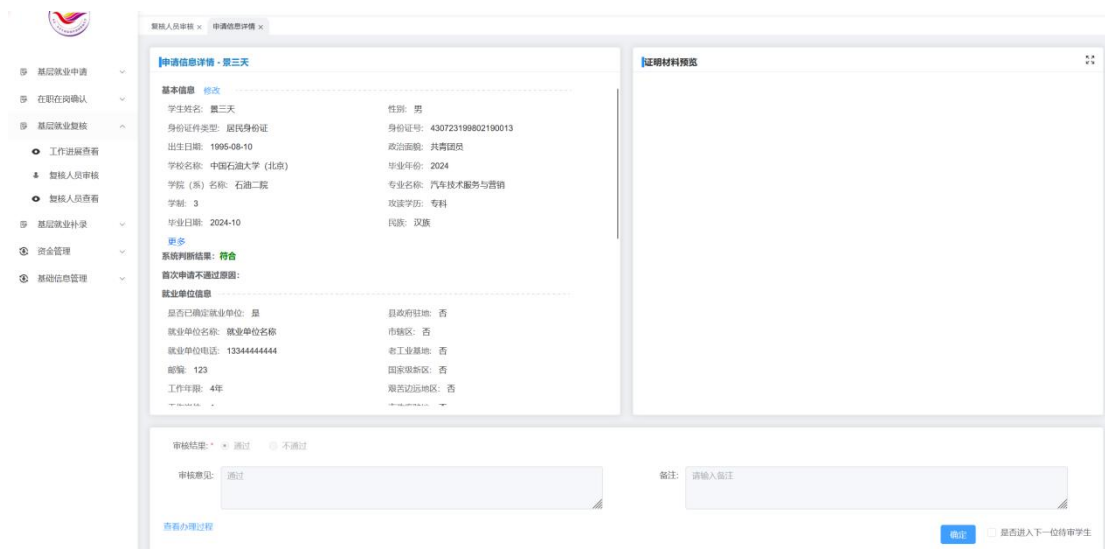 复核人员审核 × 申请信息详情 ×
基层就业申请
在职在岗确认
基层就业复核
工作进展查看
复核人员审核
复核人员查看
基层就业补录
资金管理
基础信息管理
申请信息详情 - 景三天
基本信息 修改
学生姓名: 景三天 性别: 男
身份证件类型: 居民身份证 身份证号: 430723199802190013
出生日期: 1995-08-10 政治面貌: 共青团员
学校名称: 中国石油大学（北京） 毕业年份: 2024
学院（系）名称: 石油二院 专业名称: 汽车技术服务与营销
学制: 3 攻读学历: 专科
毕业日期: 2024-10 民族: 汉族
更多
系统判断结果: 符合
首次申请不通过原因:
就业单位信息
是否已确定就业单位: 是 县政府驻地: 否
就业单位名称: 就业单位名称 市辖区: 否
就业单位电话: 13344444444 老工业基地: 否
邮编: 123 国家级新区: 否
工作年限: 4年 艰苦边远地区: 否
证明材料预览
审核结果: * 通过 不通过
审核意见: 通过 备注: 请输入备注
查看办理过程
确定 是否进入下一位待审学生